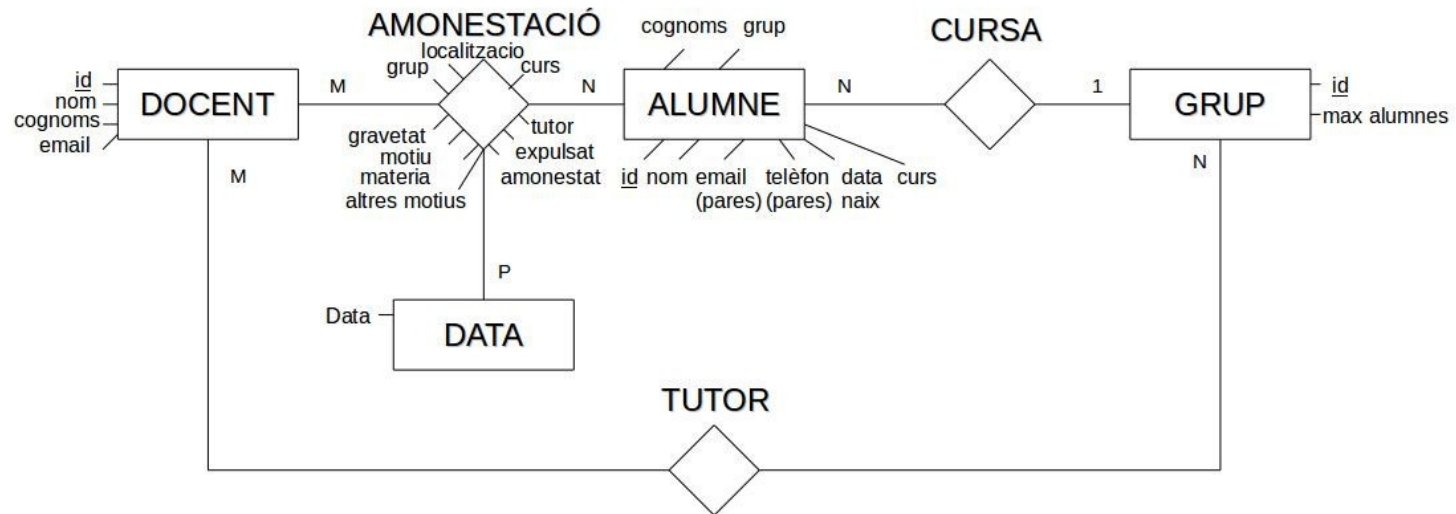 AMONESTACIÓ
localització
grup
curs
cognoms grup
CURSA
id
nom
cognoms
email
DOCENT
M
N
ALUMNE
N
1
GRUP
id
max alumnes
gravetat
motiu
materia
altres motius
tutor
expulsat
amonestat
id nom email (pares) telèfon (pares) data naix curs
M
N
P
Data
DATA
TUTOR